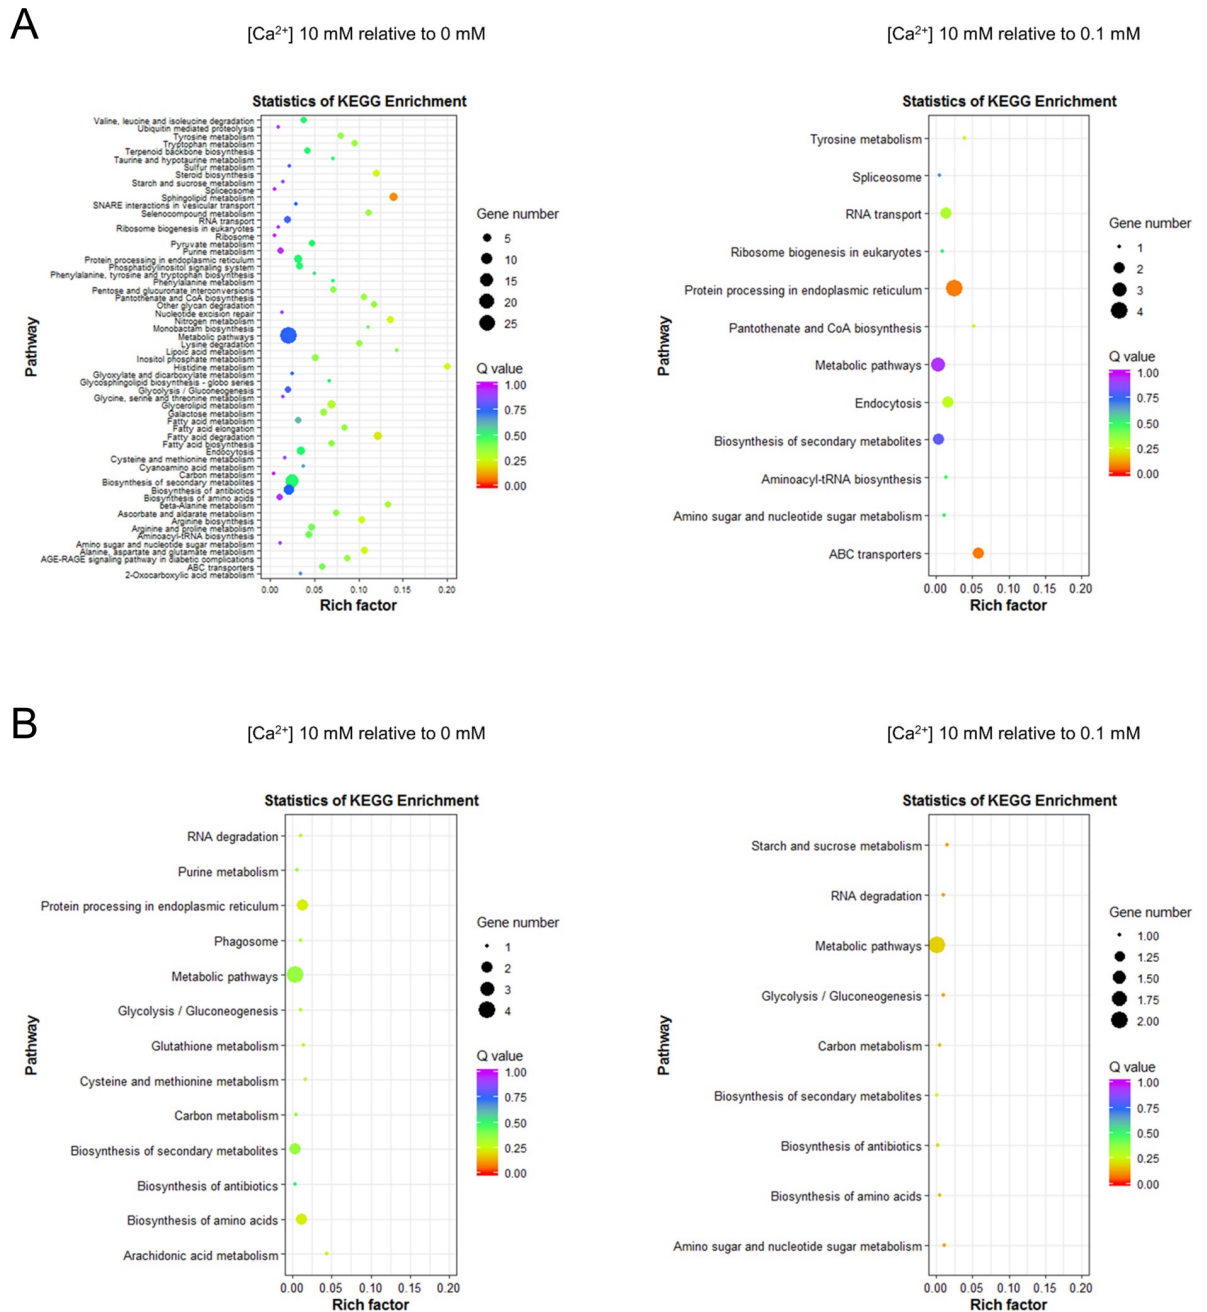 A
[Ca²⁺] 10 mM relative to 0 mM
[Ca²⁺] 10 mM relative to 0.1 mM
Statistics of KEGG Enrichment
Pathway
Valine, leucine and isoleucine degradation
Ubiquitin mediated proteolysis
Tyrosine metabolism
Tryptophan metabolism
Terpenoid backbone biosynthesis
Taurine and hypotaurine metabolism
Sulfur metabolism
Steroid biosynthesis
Starch and sucrose metabolism
Spliceosome
Sphingolipid metabolism
SNARE interactions in vesicular transport
Selenocompound metabolism
RNA transport
Ribosome biogenesis in eukaryotes
Ribosome
Pyruvate metabolism
Purine metabolism
Protein processing in endoplasmic reticulum
Phosphatidylinositol signaling system
Phenylalanine, tyrosine and tryptophan biosynthesis
Phenylalanine metabolism
Pentose and glucuronate interconversions
Pantothenate and CoA biosynthesis
Other glycan degradation
Nucleotide excision repair
Nitrogen metabolism
Monobactam biosynthesis
Metabolic pathways
Lysine degradation
Lipoic acid metabolism
Inositol phosphate metabolism
Histidine metabolism
Glyoxylate and dicarboxylate metabolism
Glycosphingolipid biosynthesis - globo series
Glycolysis / Gluconeogenesis
Glycine, serine and threonine metabolism
Glycerolipid metabolism
Galactose metabolism
Fatty acid metabolism
Fatty acid elongation
Fatty acid degradation
Fatty acid biosynthesis
Endocytosis
Cysteine and methionine metabolism
Cyanoamino acid metabolism
Carbon metabolism
Biosynthesis of secondary metabolites
Biosynthesis of antibiotics
Biosynthesis of amino acids
beta-Alanine metabolism
Ascorbate and aldarate metabolism
Arginine biosynthesis
Arginine and proline metabolism
Aminoacyl-tRNA biosynthesis
Amino sugar and nucleotide sugar metabolism
Alanine, aspartate and glutamate metabolism
AGE-RAGE signaling pathway in diabetic complications
ABC transporters
2-Oxocarboxylic acid metabolism
0.00 0.05 0.10 0.15 0.20
Rich factor
Gene number
5
10
15
20
25
Q value
1.00
0.75
0.50
0.25
0.00
Statistics of KEGG Enrichment
Pathway
Tyrosine metabolism
Spliceosome
RNA transport
Ribosome biogenesis in eukaryotes
Protein processing in endoplasmic reticulum
Pantothenate and CoA biosynthesis
Metabolic pathways
Endocytosis
Biosynthesis of secondary metabolites
Aminoacyl-tRNA biosynthesis
Amino sugar and nucleotide sugar metabolism
ABC transporters
0.00 0.05 0.10 0.15 0.20
Rich factor
Gene number
1
2
3
4
Q value
1.00
0.75
0.50
0.25
0.00
B
[Ca²⁺] 10 mM relative to 0 mM
[Ca²⁺] 10 mM relative to 0.1 mM
Statistics of KEGG Enrichment
Pathway
RNA degradation
Purine metabolism
Protein processing in endoplasmic reticulum
Phagosome
Metabolic pathways
Glycolysis / Gluconeogenesis
Glutathione metabolism
Cysteine and methionine metabolism
Carbon metabolism
Biosynthesis of secondary metabolites
Biosynthesis of antibiotics
Biosynthesis of amino acids
Arachidonic acid metabolism
0.00 0.05 0.10 0.15 0.20
Rich factor
Gene number
1
2
3
4
Q value
1.00
0.75
0.50
0.25
0.00
Statistics of KEGG Enrichment
Pathway
Starch and sucrose metabolism
RNA degradation
Metabolic pathways
Glycolysis / Gluconeogenesis
Carbon metabolism
Biosynthesis of secondary metabolites
Biosynthesis of antibiotics
Biosynthesis of amino acids
Amino sugar and nucleotide sugar metabolism
0.00 0.05 0.10 0.15 0.20
Rich factor
Gene number
1.00
1.25
1.50
1.75
2.00
Q value
1.00
0.75
0.50
0.25
0.00